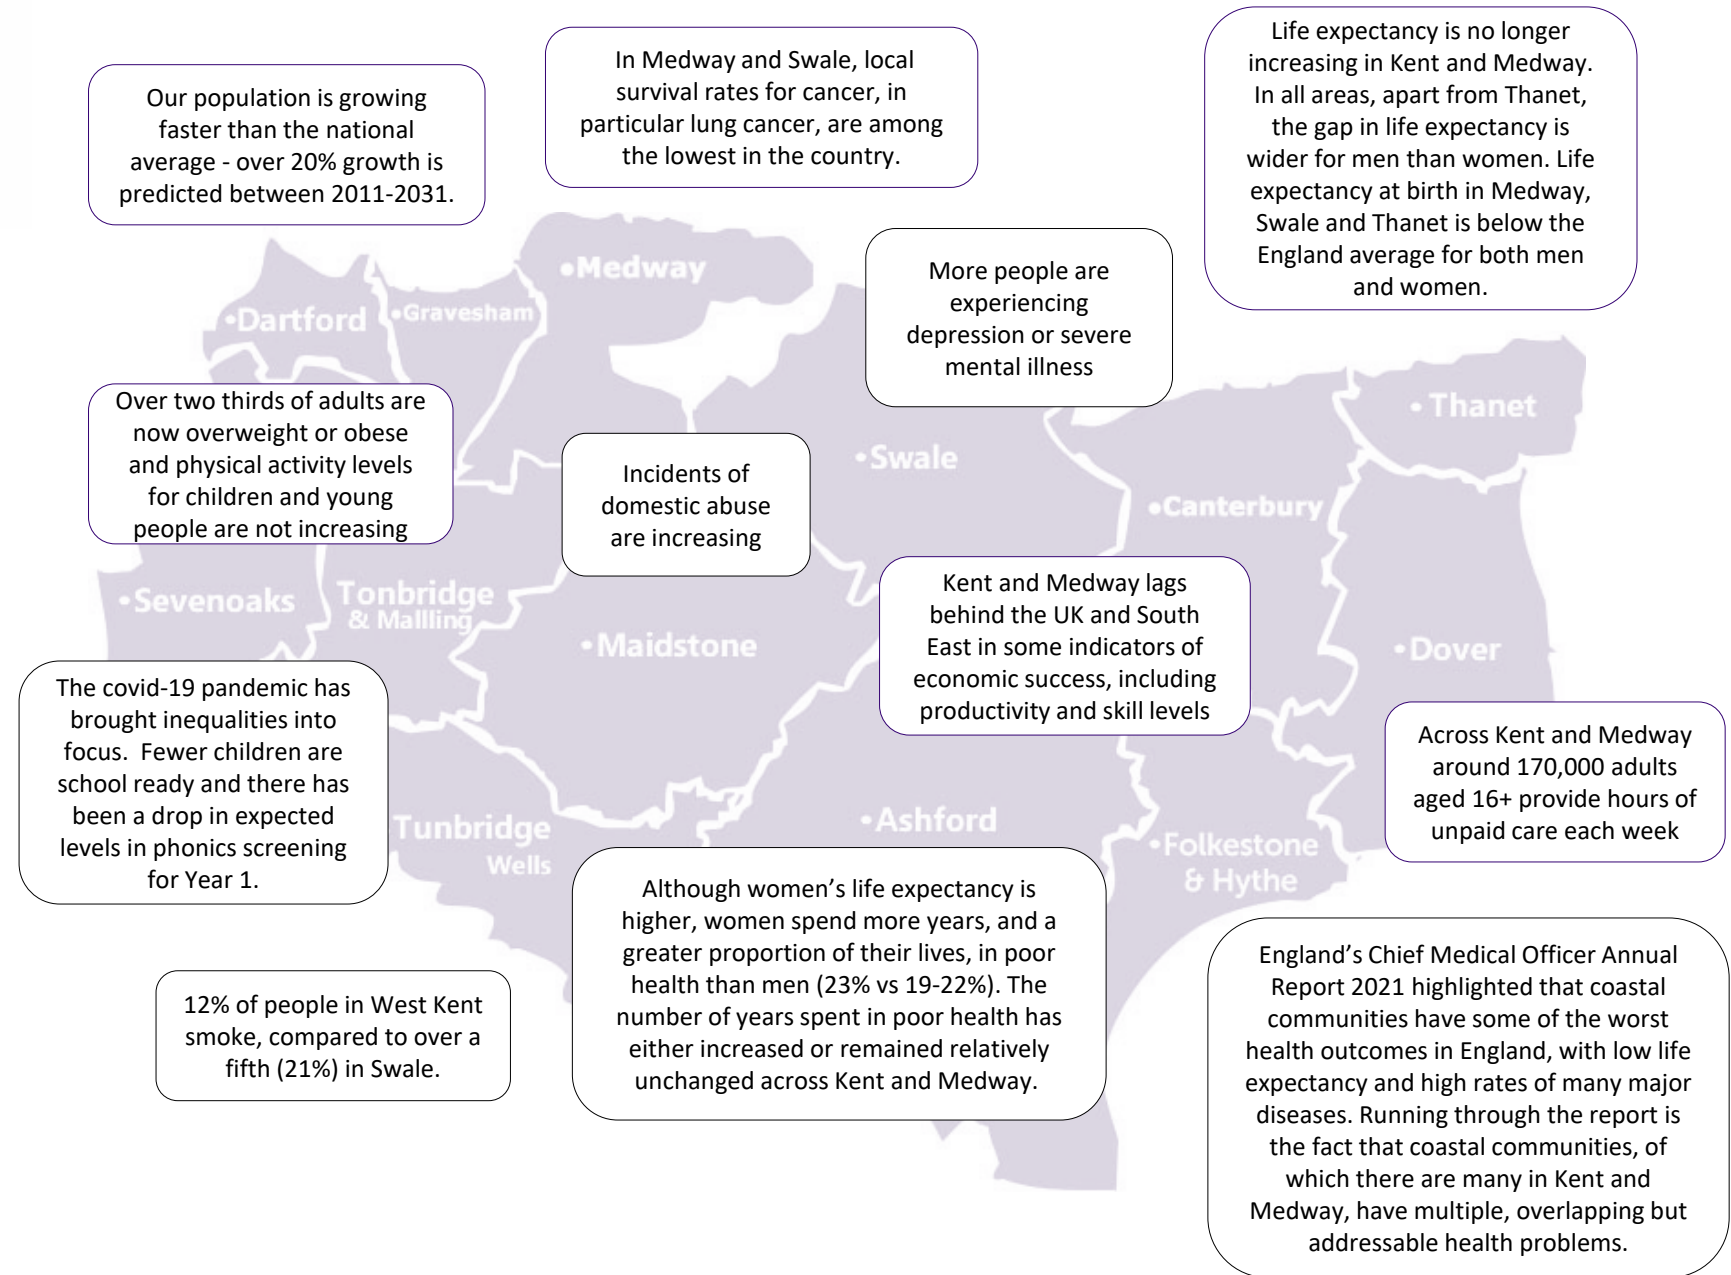 Our population is growing
faster than the national
average - over 20% growth is
predicted between 2011-2031.
In Medway and Swale, local
survival rates for cancer, in
particular lung cancer, are among
the lowest in the country.
Life expectancy is no longer
increasing in Kent and Medway.
In all areas, apart from Thanet,
the gap in life expectancy is
wider for men than women. Life
expectancy at birth in Medway,
Swale and Thanet is below the
England average for both men
and women.
More people are
experiencing
depression or severe
mental illness
•Medway
•Dartford
•Gravesham
Over two thirds of adults are
now overweight or obese
and physical activity levels
for children and young
people are not increasing
Incidents of
domestic abuse
are increasing
•Swale
• Thanet
•Canterbury
•Sevenoaks
Tonbridge
& Mallling
•Maidstone
Kent and Medway lags
behind the UK and South
East in some indicators of
economic success, including
productivity and skill levels
•Dover
The covid-19 pandemic has
brought inequalities into
focus.  Fewer children are
school ready and there has
been a drop in expected
levels in phonics screening
for Year 1.
Across Kent and Medway
around 170,000 adults
aged 16+ provide hours of
unpaid care each week
Tunbridge
Wells
•Ashford
•Folkestone
& Hythe
Although women’s life expectancy is
higher, women spend more years, and a
greater proportion of their lives, in poor
health than men (23% vs 19-22%). The
number of years spent in poor health has
either increased or remained relatively
unchanged across Kent and Medway.
12% of people in West Kent
smoke, compared to over a
fifth (21%) in Swale.
England’s Chief Medical Officer Annual
Report 2021 highlighted that coastal
communities have some of the worst
health outcomes in England, with low life
expectancy and high rates of many major
diseases. Running through the report is
the fact that coastal communities, of
which there are many in Kent and
Medway, have multiple, overlapping but
addressable health problems.